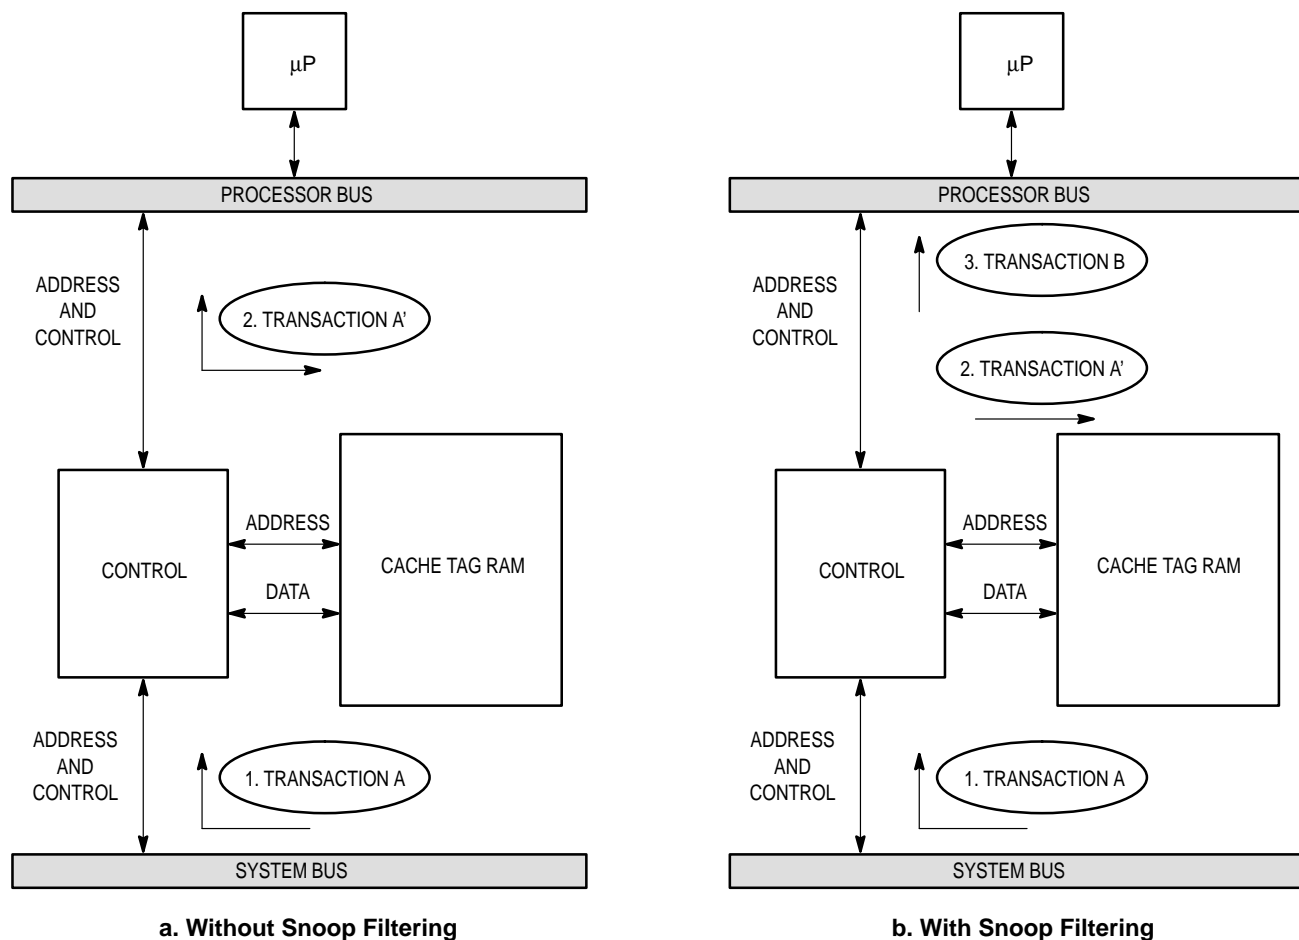 μP
PROCESSOR BUS
ADDRESS
AND
CONTROL
2. TRANSACTION A’
ADDRESS
CONTROL
DATA
CACHE TAG RAM
ADDRESS
AND
CONTROL
1. TRANSACTION A
SYSTEM BUS
a. Without Snoop Filtering
μP
PROCESSOR BUS
3. TRANSACTION B
ADDRESS
AND
CONTROL
2. TRANSACTION A’
ADDRESS
CONTROL
DATA
CACHE TAG RAM
ADDRESS
AND
CONTROL
1. TRANSACTION A
SYSTEM BUS
b. With Snoop Filtering